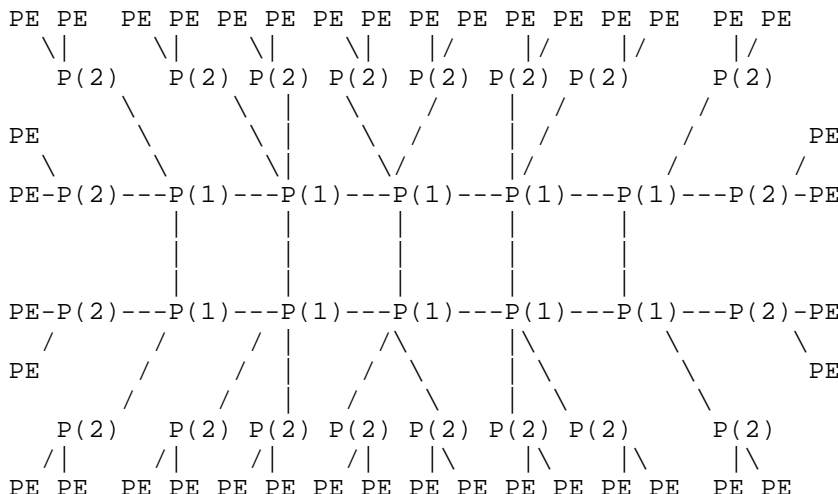 PE PE  PE PE PE PE PE PE PE PE PE PE PE PE  PE PE
P(2)   P(2) P(2) P(2) P(2) P(2) P(2)     P(2)
PE PE
PE-P(2)---P(1)---P(1)---P(1)---P(1)---P(1)---P(2)-PE
PE-P(2)---P(1)---P(1)---P(1)---P(1)---P(1)---P(2)-PE
PE PE
P(2)   P(2) P(2) P(2) P(2) P(2) P(2)     P(2)
PE PE  PE PE PE PE PE PE PE PE PE PE PE PE  PE PE